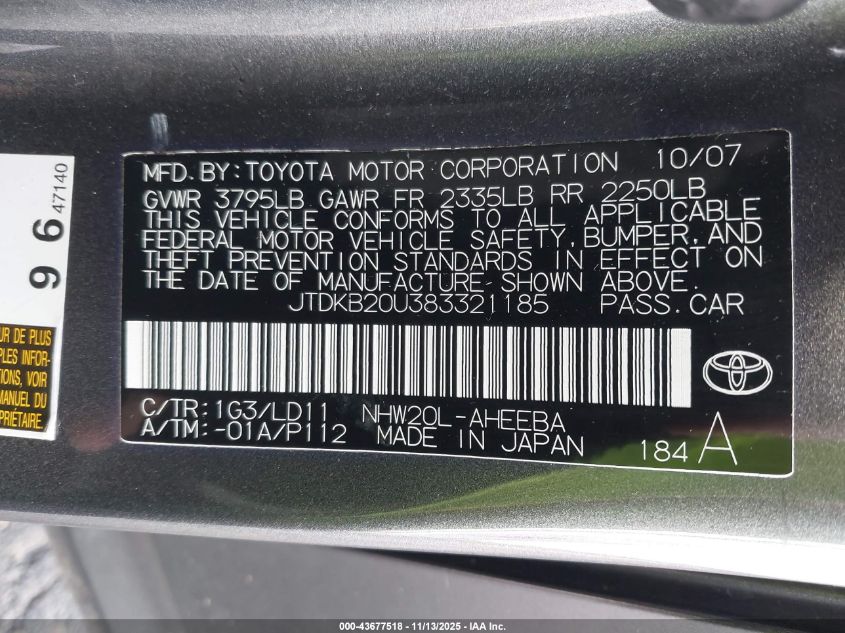 MFD. BY: TOYOTA MOTOR CORPORATION 10/07
GVWR 3795LB GAWR FR 2335LB RR 2250LB
THIS VEHICLE CONFORMS TO ALL APPLICABLE
FEDERAL MOTOR VEHICLE SAFETY, BUMPER, AND
THEFT PREVENTION STANDARDS IN EFFECT ON
THE DATE OF MANUFACTURE SHOWN ABOVE.
JTDKB20U383321185 PASS.CAR
C/TR: 1G3/LD11 NHW20L-AHEEBA
A/TM: -01A/P112 MADE IN JAPAN
184 A
96
47140
UR DE PLUS
PLES INFOR-
TIONS, VOIR
MANUEL DU
PRIÉTAIRE.
000-43677518 - 11/13/2025 - IAA Inc.